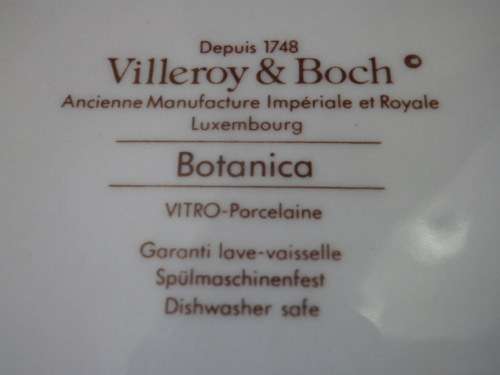 Depuis 1748
Villeroy & Boch ©
Ancienne Manufacture Impériale et Royale
Luxembourg
Botanica
VITRO-Porcelaine
Garanti lave-vaisselle
Spülmaschinenfest
Dishwasher safe